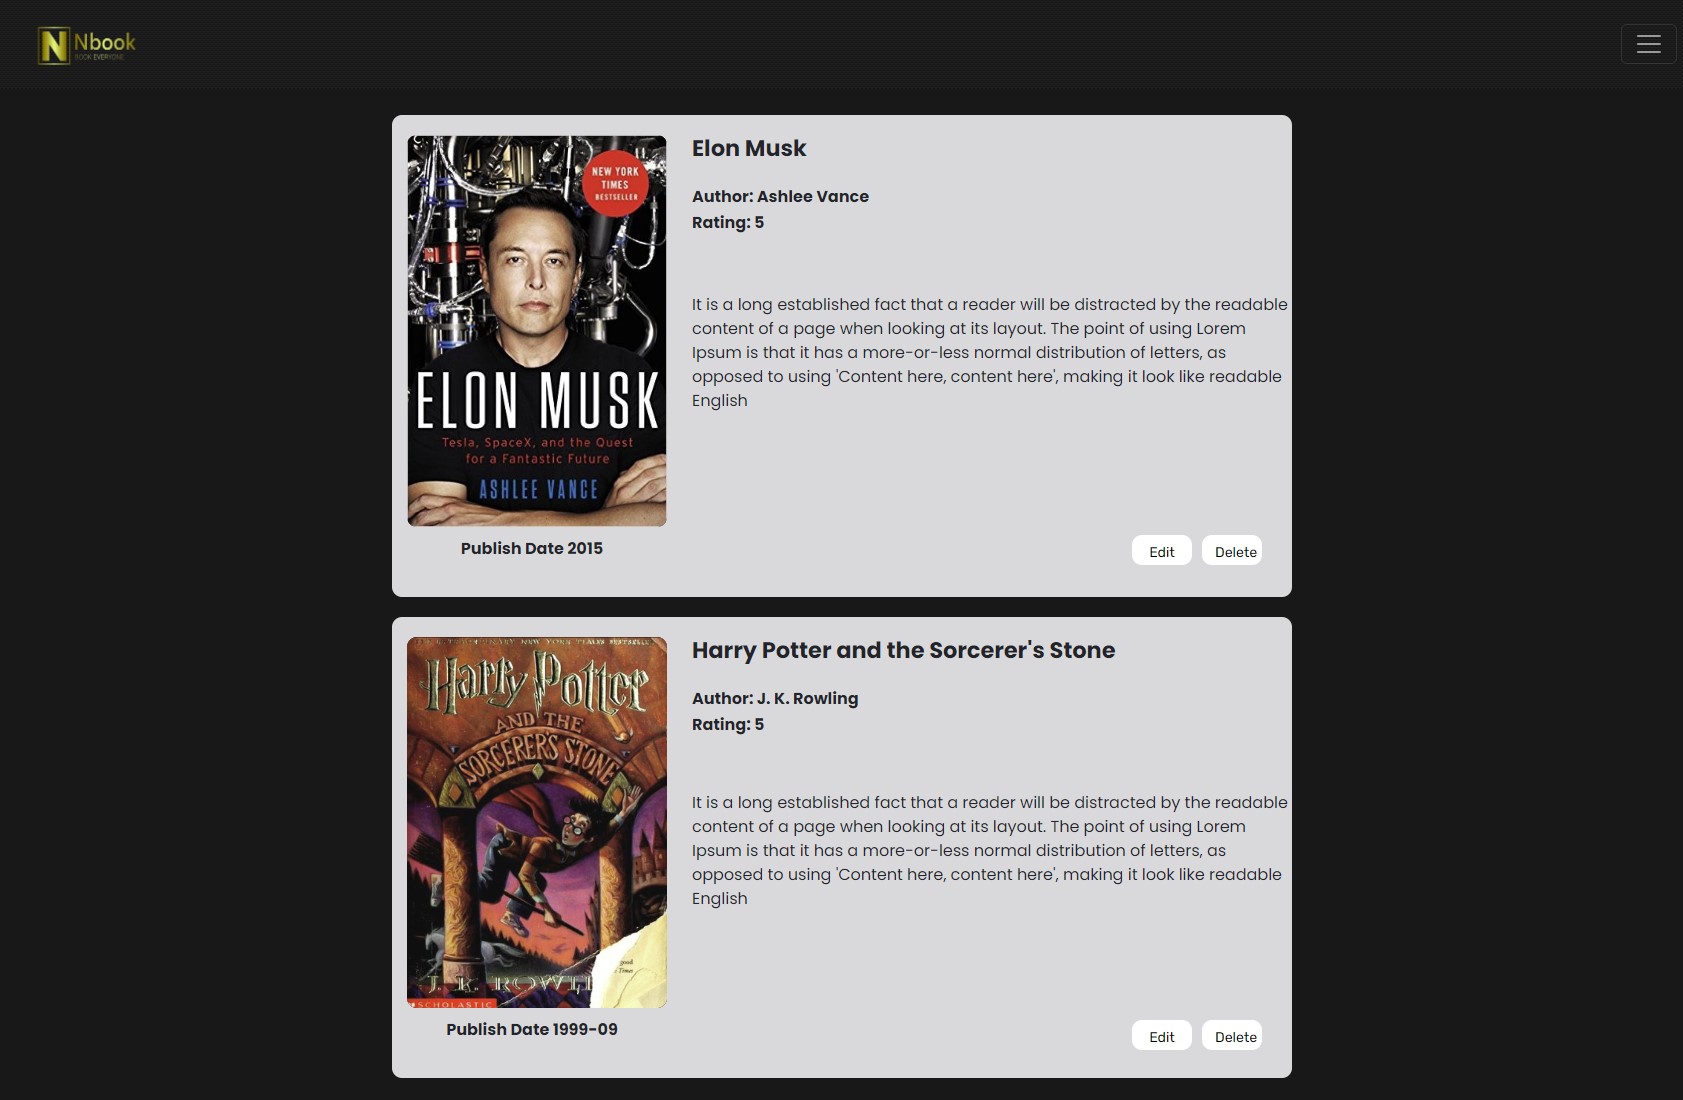 N Nbook
BOOK EVERYONE
NEW YORK
TIMES
BESTSELLER
ELON MUSK
Tesla, SpaceX, and the Quest
for a Fantastic Future
ASHLEE VANCE
Publish Date 2015
Elon Musk
Author: Ashlee Vance
Rating: 5
It is a long established fact that a reader will be distracted by the readable
content of a page when looking at its layout. The point of using Lorem
Ipsum is that it has a more-or-less normal distribution of letters, as
opposed to using 'Content here, content here', making it look like readable
English
Edit
Delete
NEW YORK TIMES BESTSELLER
Harry Potter
AND THE
SORCERER'S STONE
good
Times
J. K. ROWLI
SCHOLASTIC
Publish Date 1999-09
Harry Potter and the Sorcerer's Stone
Author: J. K. Rowling
Rating: 5
It is a long established fact that a reader will be distracted by the readable
content of a page when looking at its layout. The point of using Lorem
Ipsum is that it has a more-or-less normal distribution of letters, as
opposed to using 'Content here, content here', making it look like readable
English
Edit
Delete